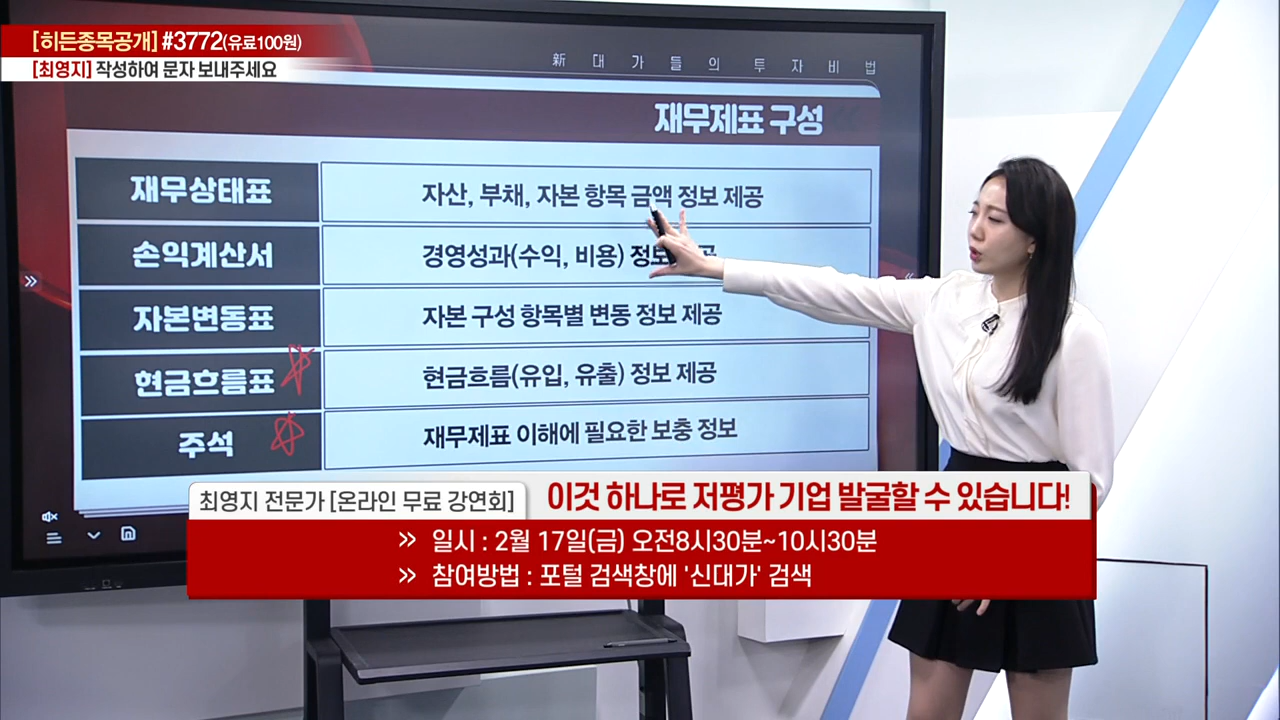 [히든종목공개] #3772(유료100원)
[최영지] 작성하여 문자 보내주세요
新 대 가 들 의 투 자 비 법
재무제표 구성
재무상태표 자산, 부채, 자본 항목 금액 정보 제공
손익계산서 경영성과(수익, 비용) 정보
자본변동표 자본 구성 항목별 변동 정보 제공
현금흐름표 현금흐름(유입, 유출) 정보 제공
주석 재무제표 이해에 필요한 보충 정보
최영지 전문가 [온라인 무료 강연회] 이것 하나로 저평가 기업 발굴할 수 있습니다!
» 일시 : 2월 17일(금) 오전8시30분~10시30분
» 참여방법 : 포털 검색창에 '신대가' 검색